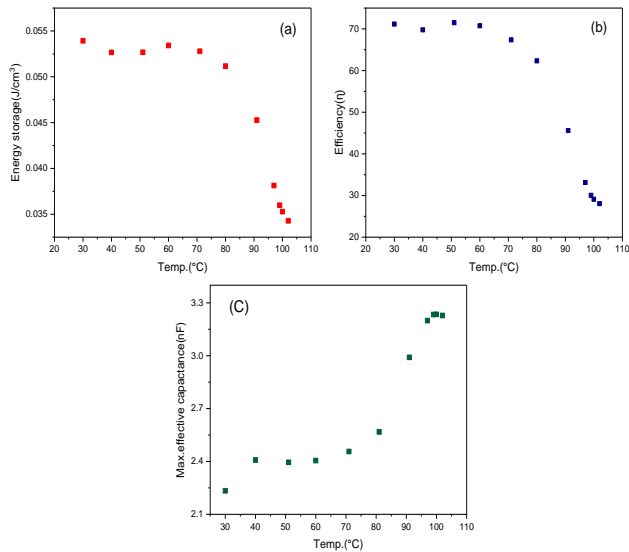 (a)
Energy storage(J/cm³)
0.055
0.050
0.045
0.040
0.035
20 30 40 50 60 70 80 90 100 110
Temp.(°C)
(b)
Efficiency(η)
70
60
50
40
30
20
20 30 40 50 60 70 80 90 100 110
Temp.(°C)
(C)
Max.effective capactance(nF)
3.3
3.0
2.7
2.4
2.1
30 40 50 60 70 80 90 100 110
Temp.(°C)